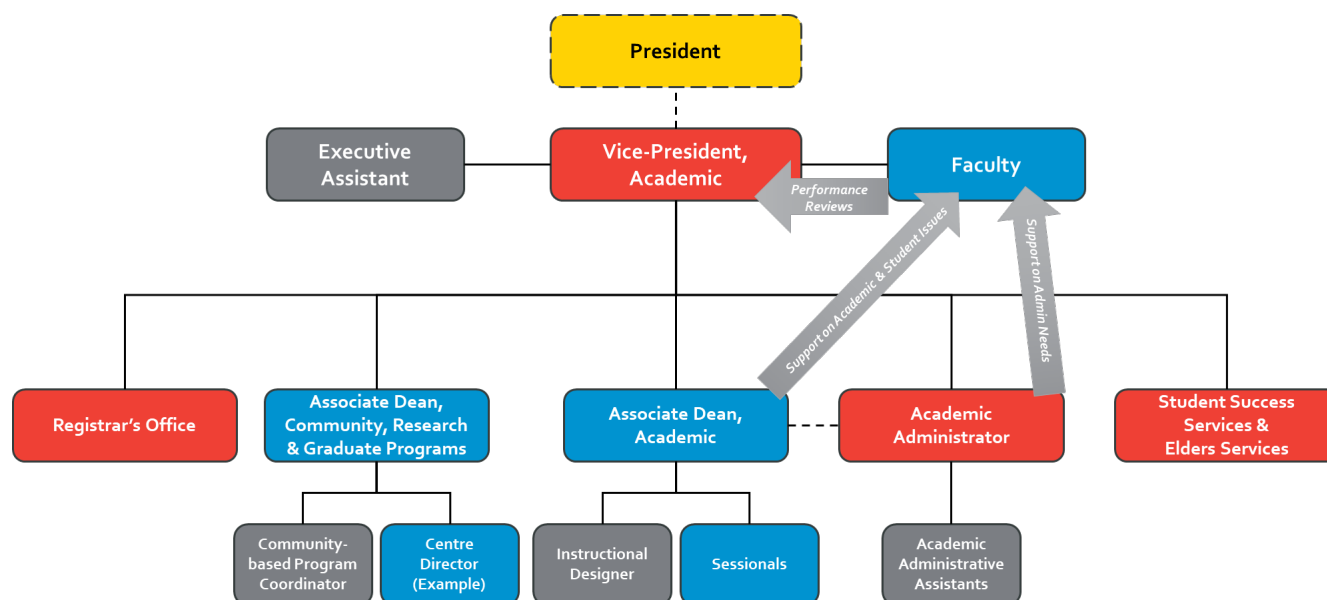 President
Executive
Assistant
Vice-President,
Academic
Faculty
Performance
Reviews
Support on Academic & Student Issues
Support on Admin Needs
Registrar's Office
Associate Dean,
Community, Research
& Graduate Programs
Associate Dean,
Academic
Academic
Administrator
Student Success
Services &
Elders Services
Community-
based Program
Coordinator
Centre
Director
(Example)
Instructional
Designer
Sessionals
Academic
Administrative
Assistants